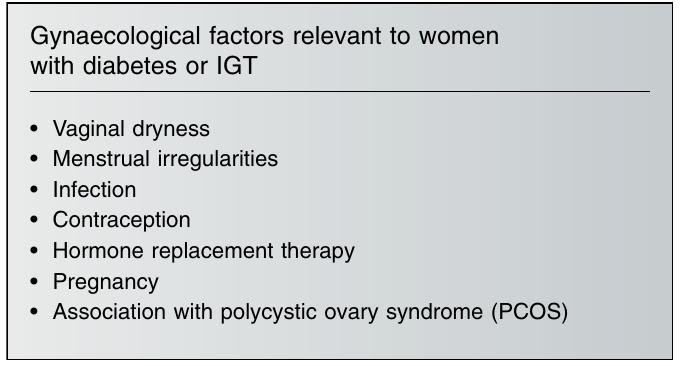 Gynaecological factors relevant to women
with diabetes or IGT
• Vaginal dryness
• Menstrual irregularities
• Infection
• Contraception
• Hormone replacement therapy
• Pregnancy
• Association with polycystic ovary syndrome (PCOS)